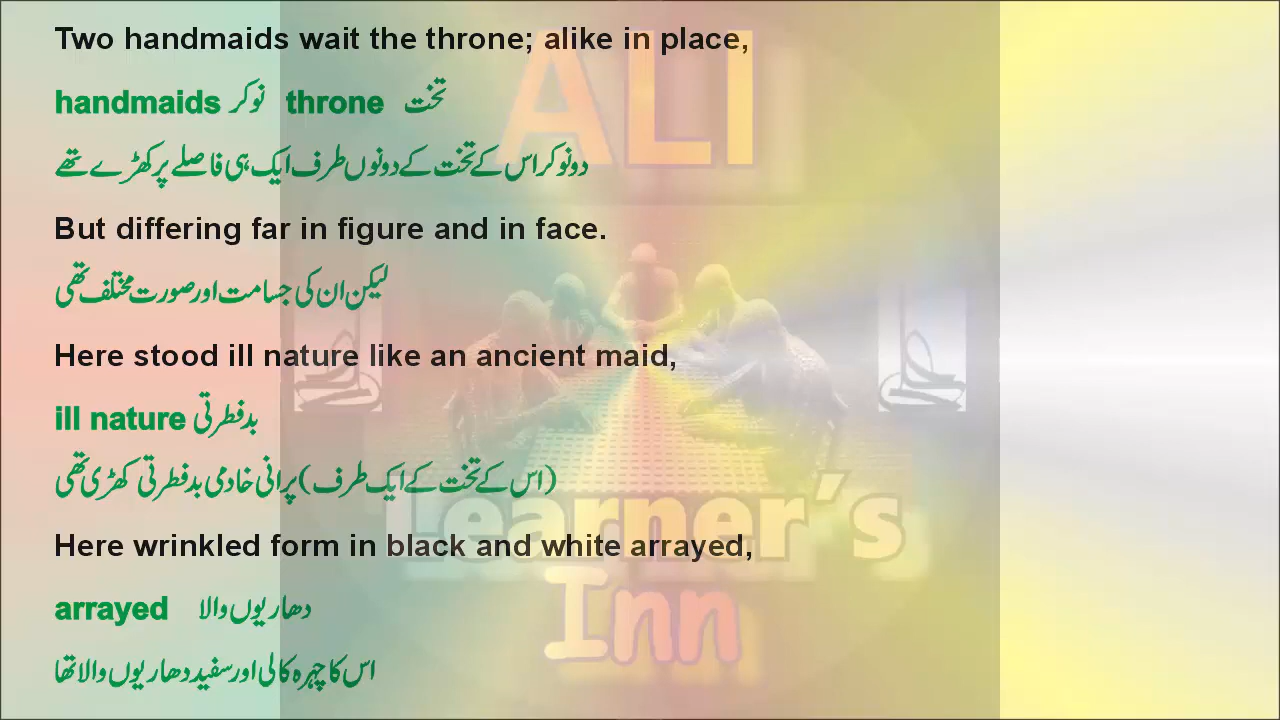 Two handmaids wait the throne; alike in place,
handmaids نوکر throne تخت
دونوکراس کے تخت کے دونوں طرف ایک ہی فاصلے پر کھڑے تھے
But differing far in figure and in face.
لیکن ان کی جسامت اور صورت مختلف تھی
Here stood ill nature like an ancient maid,
ill nature بدفطرتی
(اس کے تخت کے ایک طرف) پرانی خادمی بدفطرتی کھڑی تھی
Here wrinkled form in black and white arrayed,
arrayed دھاریوں والا
اس کا چہرہ کالی اور سفید دھاریوں والا تھا
ALI
Learner's
Inn